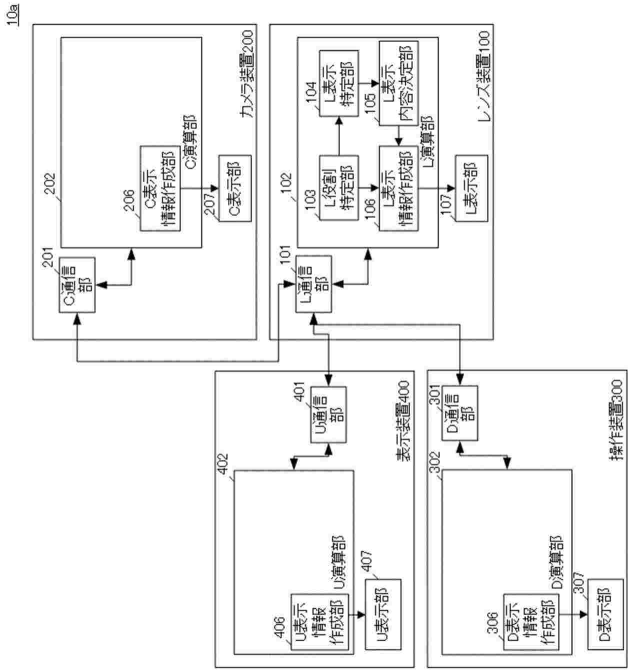 10a
カメラ装置200
202
C演算部
206
C表示
情報作成部
207
C表示部
201
C通信
部
レンズ装置100
102
L演算部
104
L表示
特定部
105
L表示
内容決定部
103
L役割
特定部
106
L表示
情報作成部
107
L表示部
101
L通信
部
表示装置400
401
U通信
部
402
U演算部
406
U表示
情報
作成部
407
U表示部
操作装置300
301
D通信
部
302
D演算部
306
D表示
情報
作成部
307
D表示部